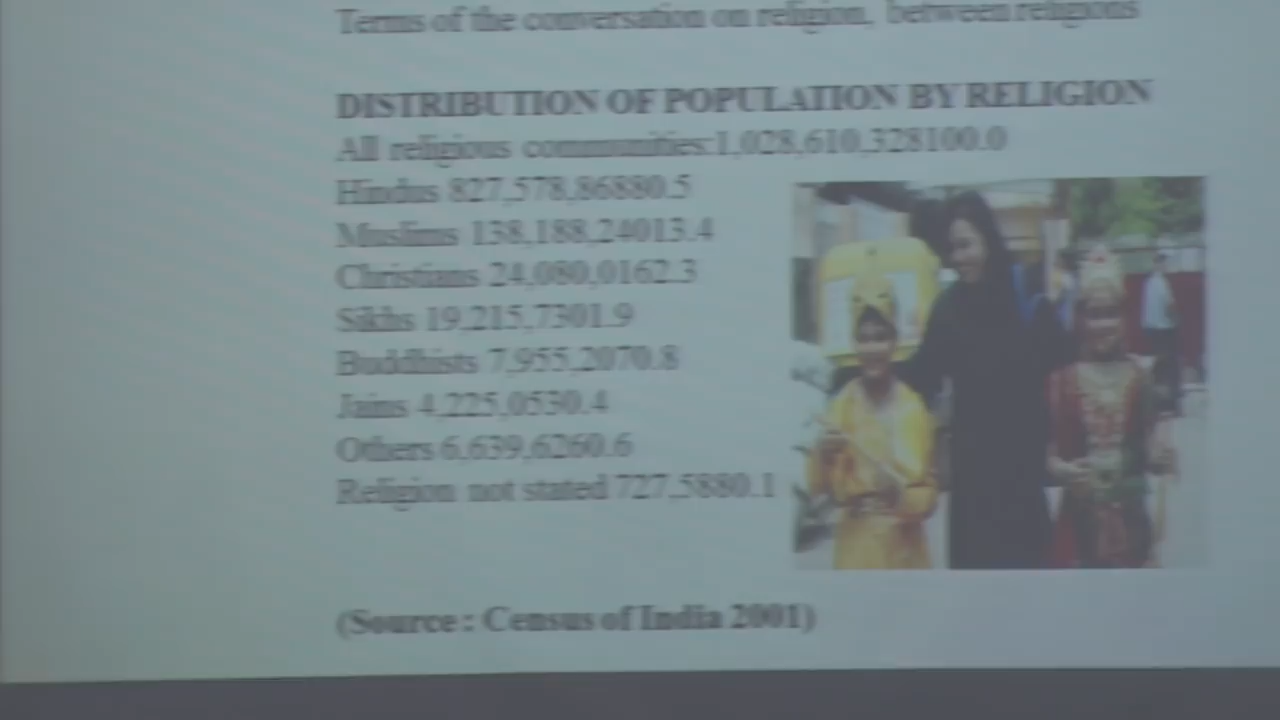 Terms of the conversation on religion, between religions
DISTRIBUTION OF POPULATION BY RELIGION
All religious communities:1,028,610,328100.0
Hindus 827,578,86880.5
Muslims 138,188,24013.4
Christians 24,080,0162.3
Sikhs 19,215,7301.9
Buddhists 7,955,2070.8
Jains 4,225,0530.4
Others 6,639,6260.6
Religion not stated 727,5880.1
(Source : Census of India 2001)